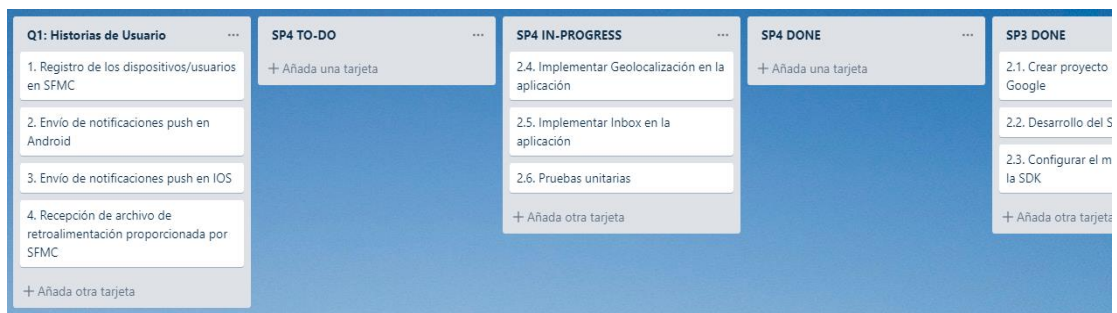 Q1: Historias de Usuario
1. Registro de los dispositivos/usuarios
en SFMC
2. Envío de notificaciones push en
Android
3. Envío de notificaciones push en IOS
4. Recepción de archivo de
retroalimentación proporcionada por
SFMC
+ Añada otra tarjeta
SP4 TO-DO
+ Añada una tarjeta
SP4 IN-PROGRESS
2.4. Implementar Geolocalización en la
aplicación
2.5. Implementar Inbox en la
aplicación
2.6. Pruebas unitarias
+ Añada otra tarjeta
SP4 DONE
+ Añada una tarjeta
SP3 DONE
2.1. Crear proyecto
Google
2.2. Desarrollo del S
2.3. Configurar el m
la SDK
+ Añada otra tarjeta